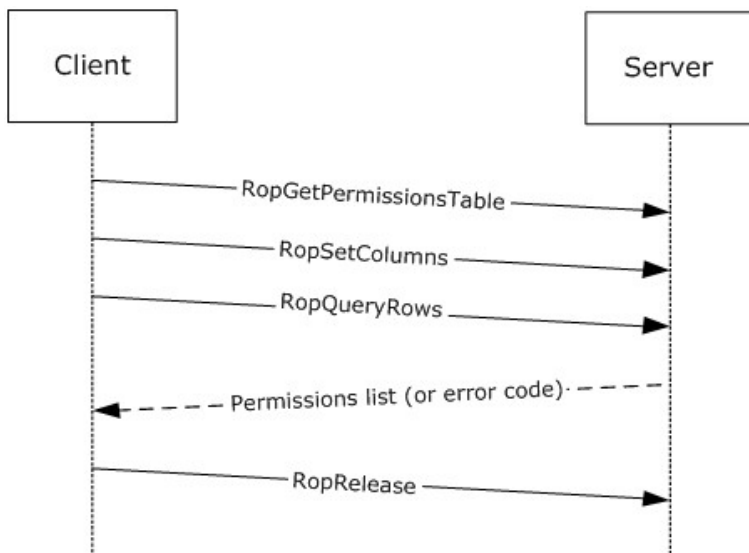 Client
Server
RopGetPermissionsTable
RopSetColumns
RopQueryRows
Permissions list (or error code)
RopRelease